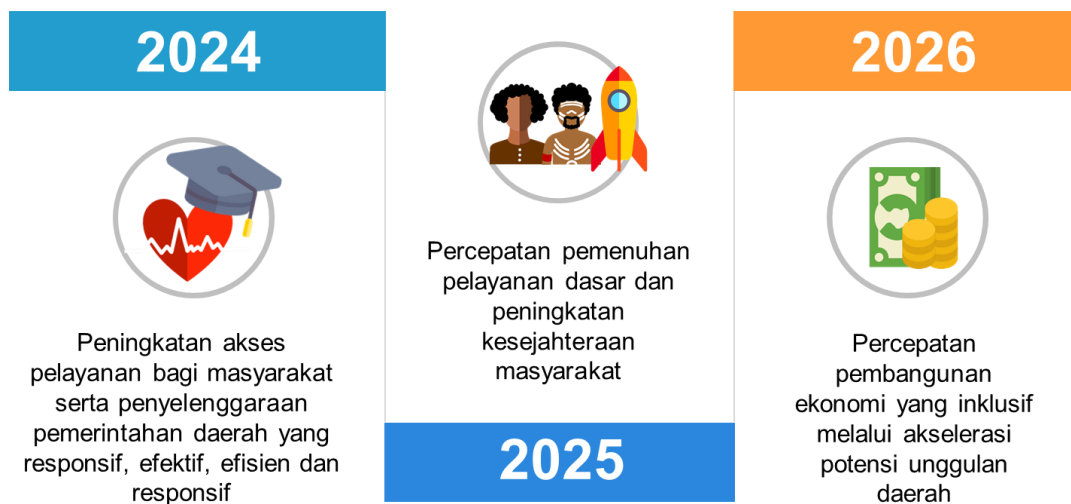 2024
Peningkatan akses
pelayanan bagi masyarakat
serta penyelenggaraan
pemerintahan daerah yang
responsif, efektif, efisien dan
responsif
Percepatan pemenuhan
pelayanan dasar dan
peningkatan
kesejahteraan
masyarakat
2025
2026
Percepatan
pembangunan
ekonomi yang inklusif
melalui akselerasi
potensi unggulan
daerah